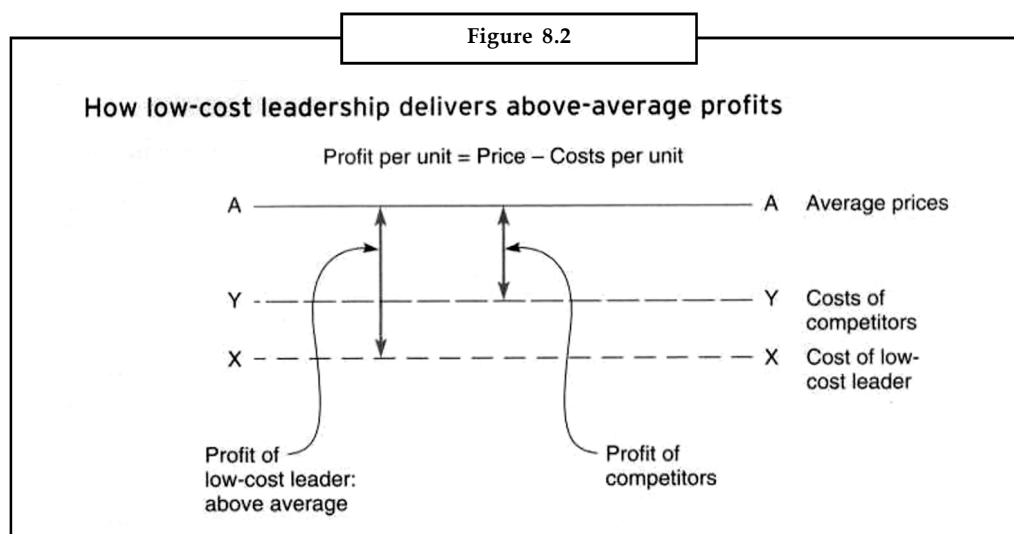 Figure 8.2
How low-cost leadership delivers above-average profits
Profit per unit = Price – Costs per unit
A A Average prices
Y Y Costs of
competitors
X X Cost of low-
cost leader
Profit of
low-cost leader:
above average
Profit of
competitors